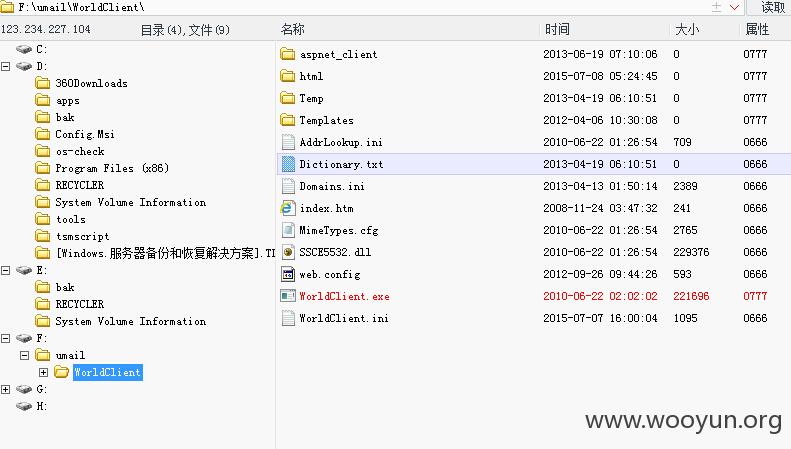 F:\umail\WorldClient\ 读取
123.234.227.104 目录(4),文件(9) 名称 时间 大小 属性
C:
D:
360Downloads
apps
bak
Config.Msi
os-check
Program Files (x86)
RECYCLER
System Volume Information
tools
tsmscript
[Windows.服务器备份和恢复解决方案].TI
E:
bak
RECYCLER
System Volume Information
F:
umail
WorldClient
G:
H:
aspnet_client 2013-06-19 07:10:06 0 0777
html 2015-07-08 05:24:45 0 0777
Temp 2013-04-19 06:10:51 0 0777
Templates 2012-04-06 10:30:08 0 0777
AddrLookup.ini 2010-06-22 01:26:54 709 0666
Dictionary.txt 2013-04-19 06:10:51 0 0666
Domains.ini 2013-04-13 01:50:14 2389 0666
index.htm 2008-11-24 03:47:32 241 0666
MimeTypes.cfg 2010-06-22 01:26:54 2765 0666
SSCE5532.dll 2010-06-22 01:26:54 229376 0666
web.config 2012-09-26 09:44:26 593 0666
WorldClient.exe 2010-06-22 02:02:02 221696 0777
WorldClient.ini 2015-07-07 16:00:04 1095 0666
www.wooyun.org